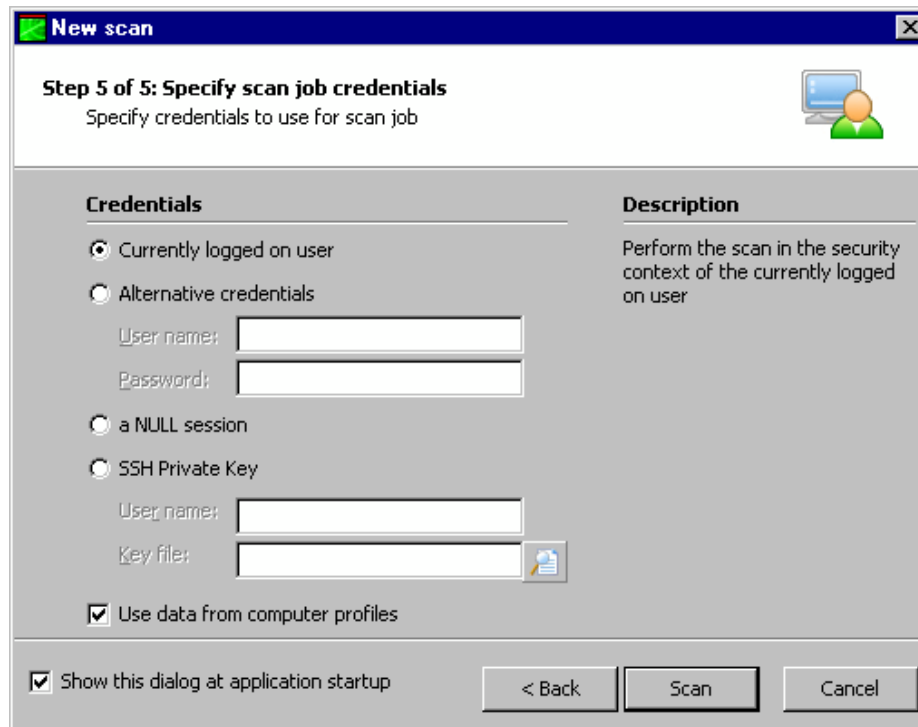 New scan
Step 5 of 5: Specify scan job credentials
Specify credentials to use for scan job
Credentials
Currently logged on user
Alternative credentials
User name:
Password:
a NULL session
SSH Private Key
User name:
Key file:
Use data from computer profiles
Description
Perform the scan in the security
context of the currently logged
on user
Show this dialog at application startup
< Back
Scan
Cancel